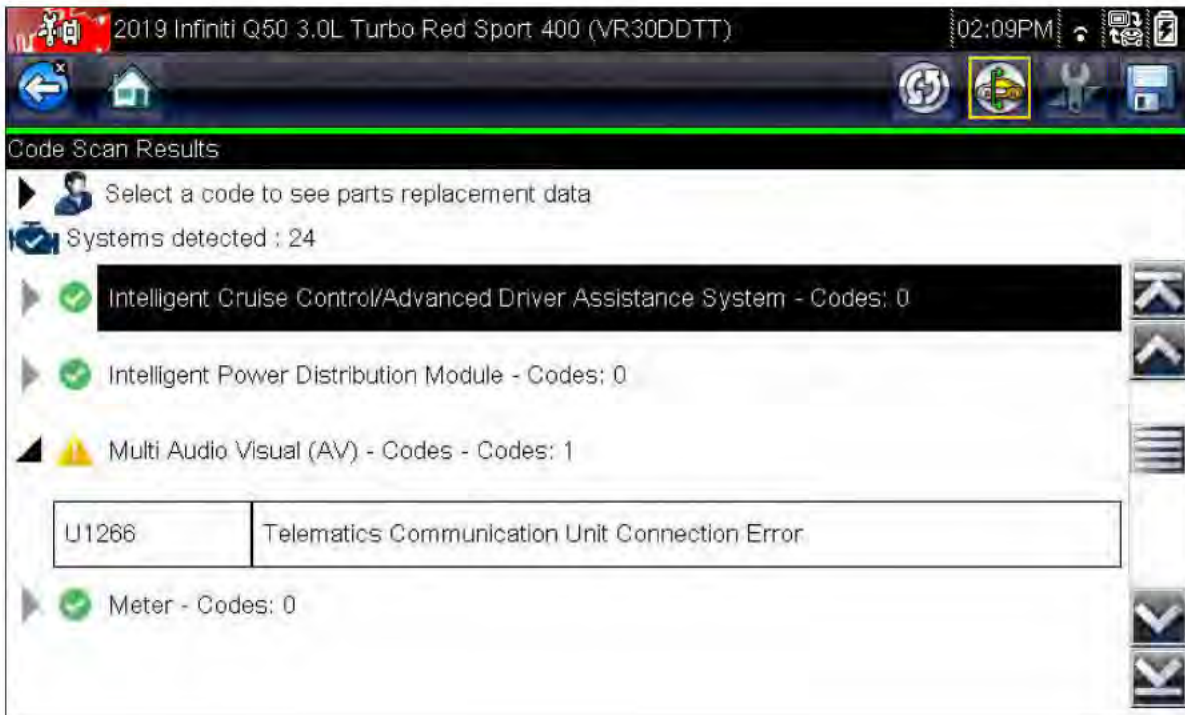 2019 Infiniti Q50 3.0L Turbo Red Sport 400 (VR30DDTT) 02:09PM
Code Scan Results
Select a code to see parts replacement data
Systems detected : 24
Intelligent Cruise Control/Advanced Driver Assistance System - Codes: 0
Intelligent Power Distribution Module - Codes: 0
Multi Audio Visual (AV) - Codes - Codes: 1
U1266 Telematics Communication Unit Connection Error
Meter - Codes: 0